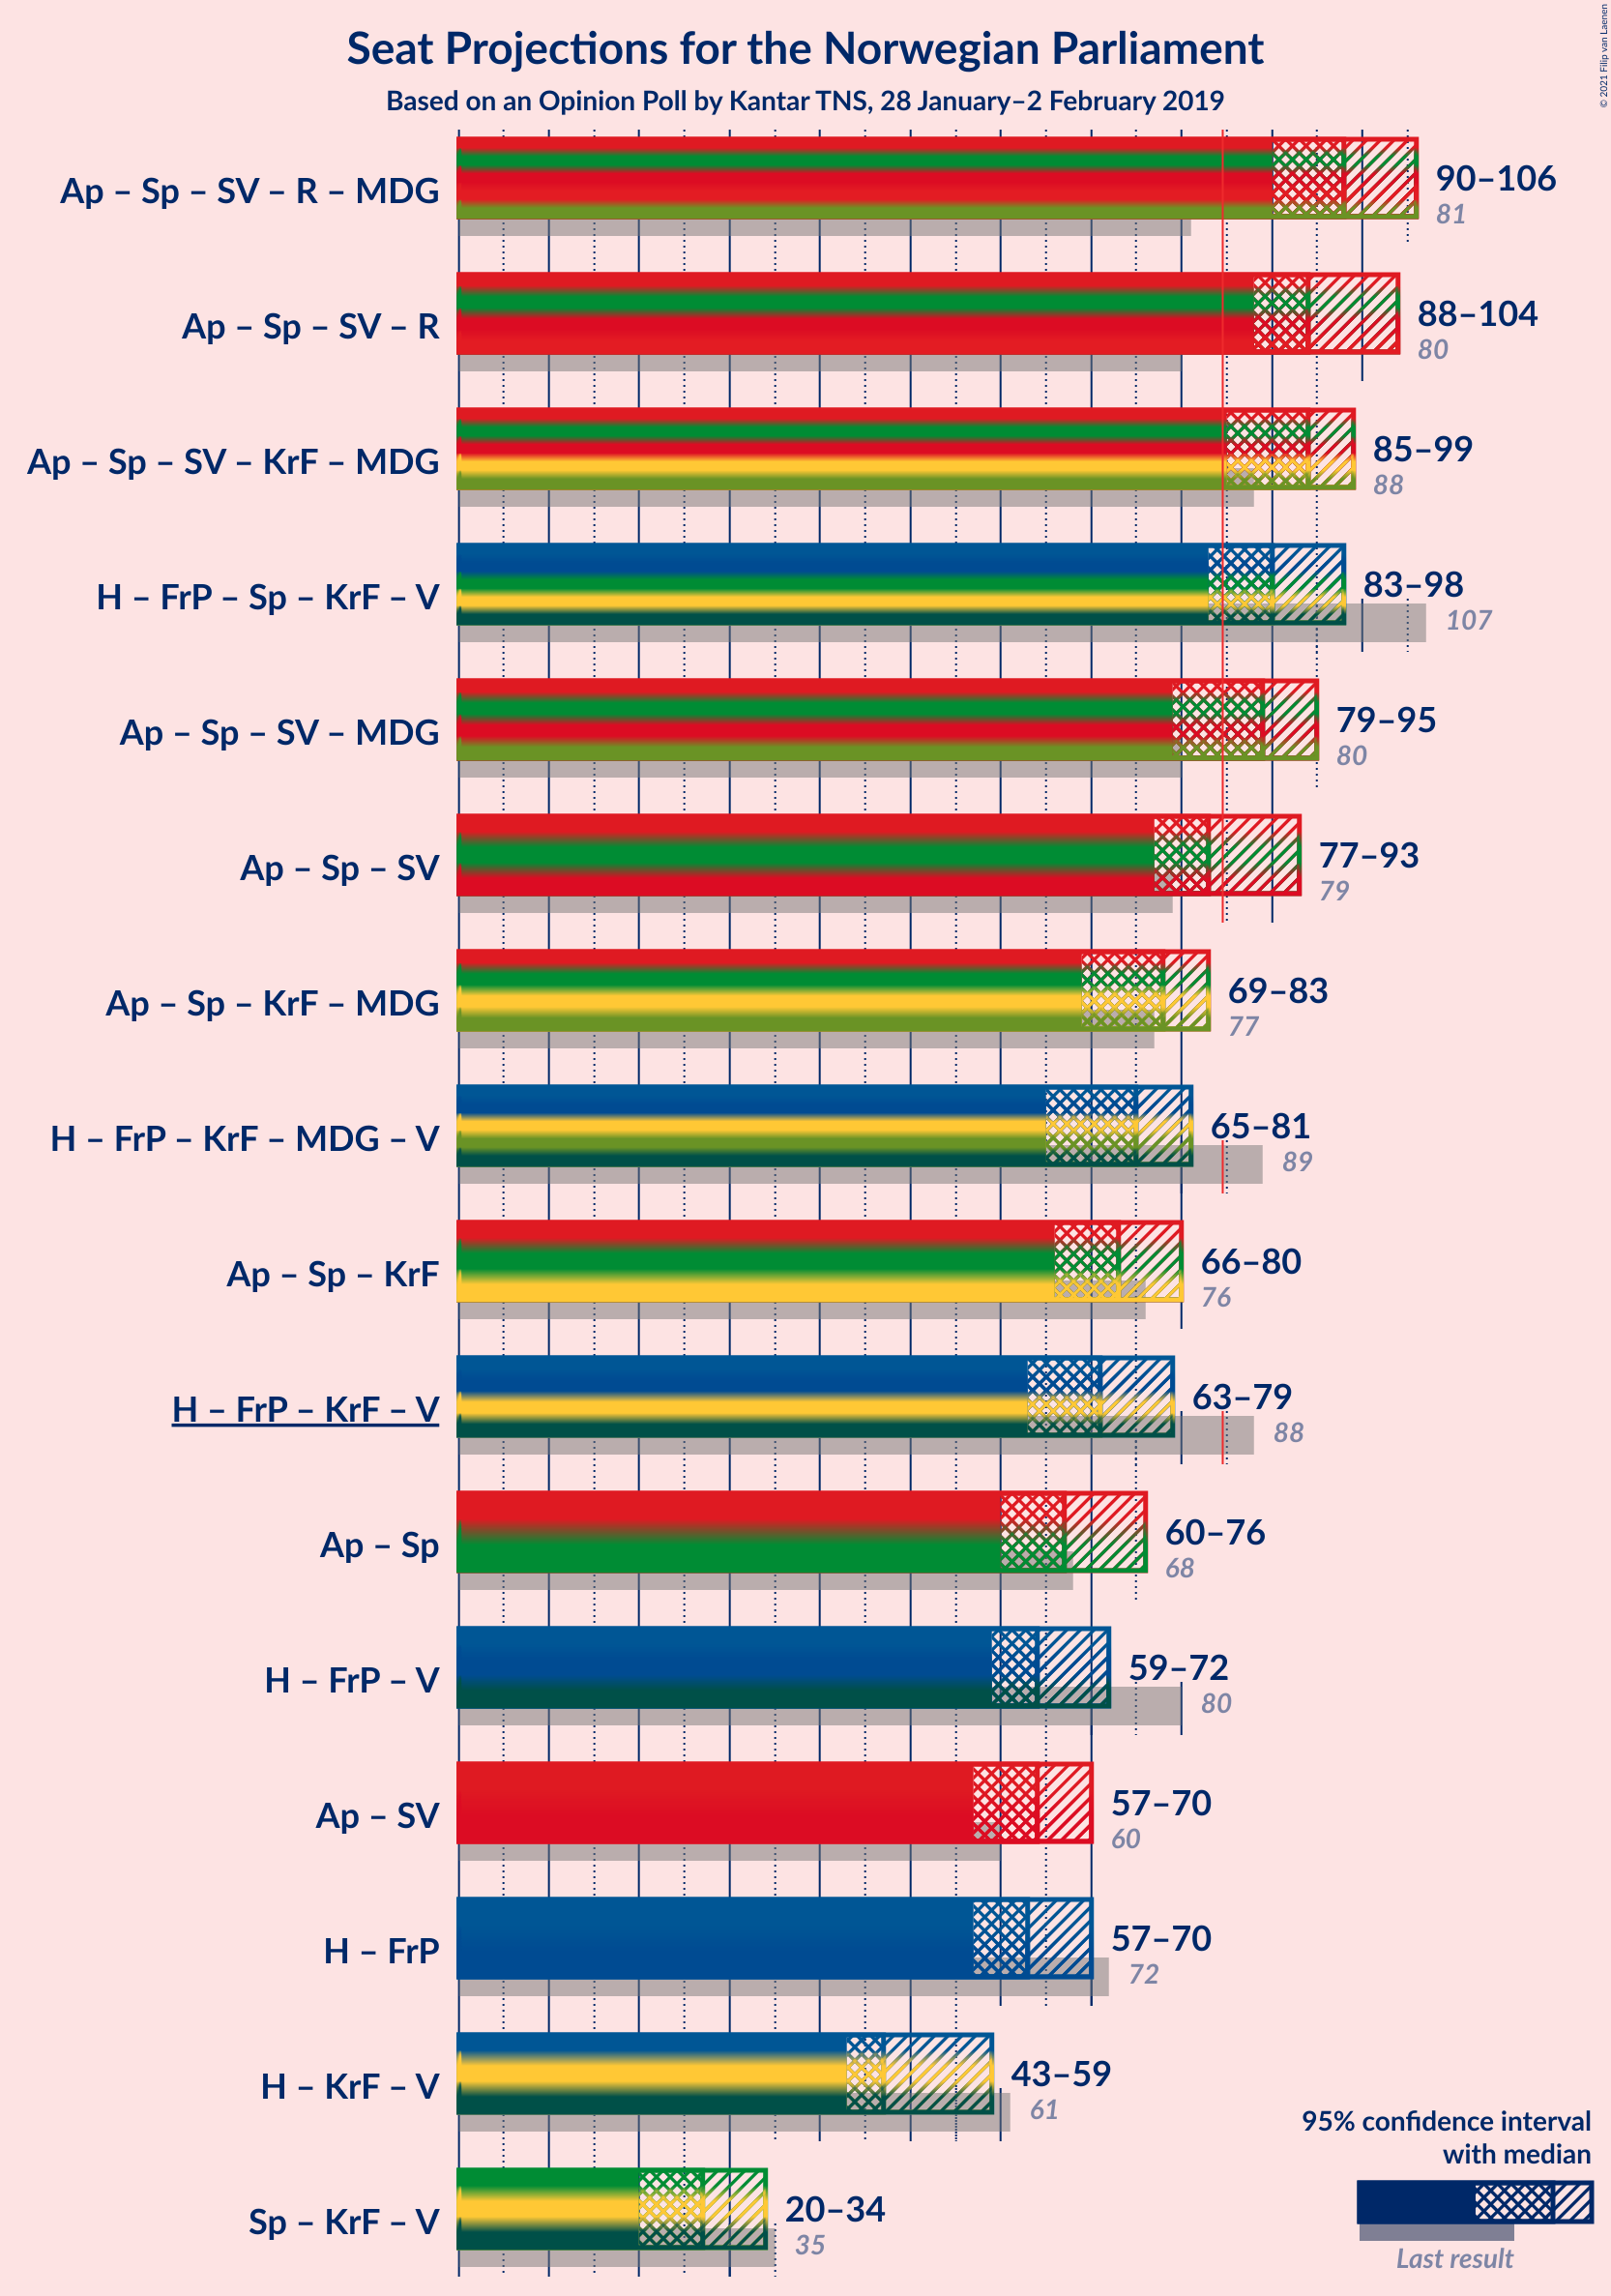 Seat Projections for the Norwegian Parliament
Based on an Opinion Poll by Kantar TNS, 28 January–2 February 2019
© 2021 Filip van Laenen
Ap – Sp – SV – R – MDG
90–106
81
Ap – Sp – SV – R
88–104
80
Ap – Sp – SV – KrF – MDG
85–99
88
H – FrP – Sp – KrF – V
83–98
107
Ap – Sp – SV – MDG
79–95
80
Ap – Sp – SV
77–93
79
Ap – Sp – KrF – MDG
69–83
77
H – FrP – KrF – MDG – V
65–81
89
Ap – Sp – KrF
66–80
76
H – FrP – KrF – V
63–79
88
Ap – Sp
60–76
68
H – FrP – V
59–72
80
Ap – SV
57–70
60
H – FrP
57–70
72
H – KrF – V
43–59
61
Sp – KrF – V
20–34
35
95% confidence interval
with median
Last result